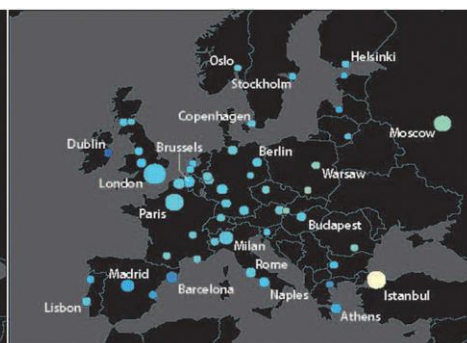 Oslo
Helsinki
Stockholm
Copenhagen
Moscow
Dublin
Brussels
Berlin
London
Warsaw
Paris
Budapest
Milan
Madrid
Rome
Barcelona
Naples
Istanbul
Lisbon
Athens